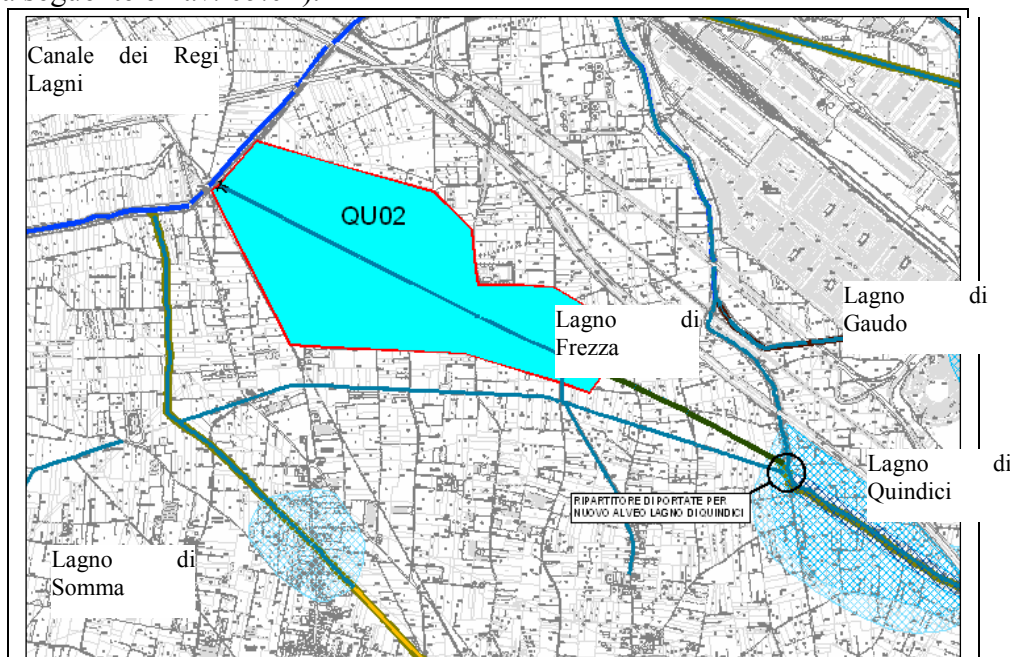 Canale dei Regi
Lagni
QU02
Lagno di
Frezza
Lagno di
Gaudo
Lagno di
Quindici
RIPARTITORE DI PORTATE PER
NUOVO ALVEO LAGNO DI QUINDICI
Lagno di
Somma